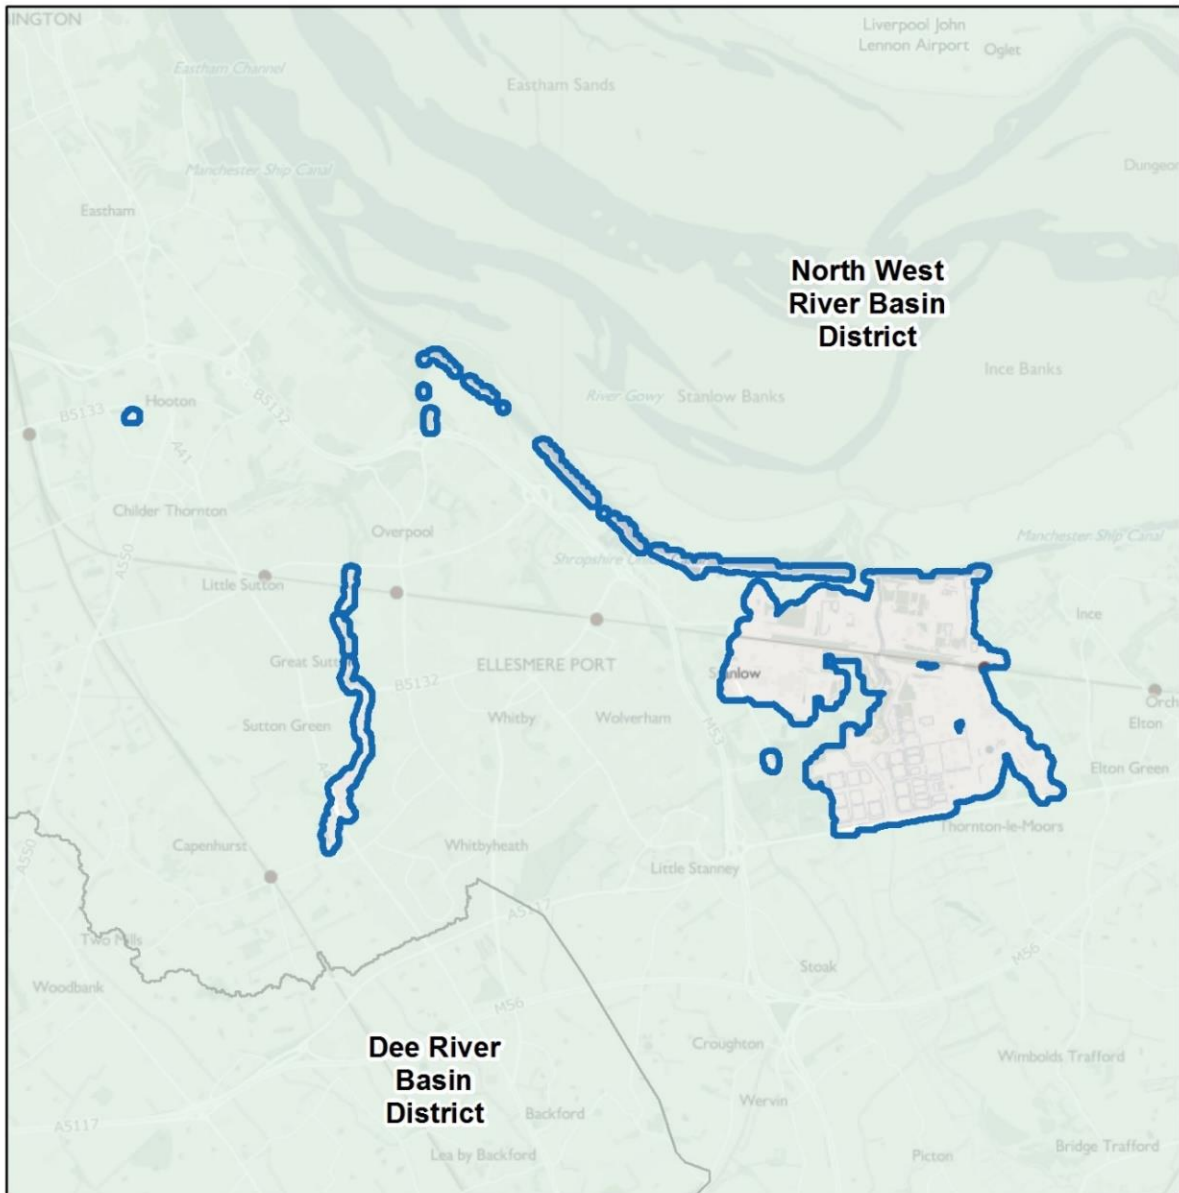 INGTON
Liverpool John
Lennon Airport
Oglet
Eastham Channel
Eastham Sands
Manchester Ship Canal
Dungeon
Eastham
North West
River Basin
District
Ince Banks
River Gowy
Stanlow Banks
Hooton
B5133
B5132
A41
Childer Thornton
Overpool
Manchester Ship Canal
A550
Shropshire
Little Sutton
Ince
Great Sutt
ELLESMERE PORT
Stanlow
B5132
Orch
Whitby
Wolverham
Elton
Sutton Green
M53
Elton Green
Thornton-le-Moors
Capenhurst
Whitbyheath
Little Stanney
A550
A5117
Two Mills
M56
Stoak
Woodbank
M56
Dee River
Basin
District
Croughton
Wimbolds Trafford
Wervin
Backford
A5117
Bridge Trafford
Lea by Backford
Picton